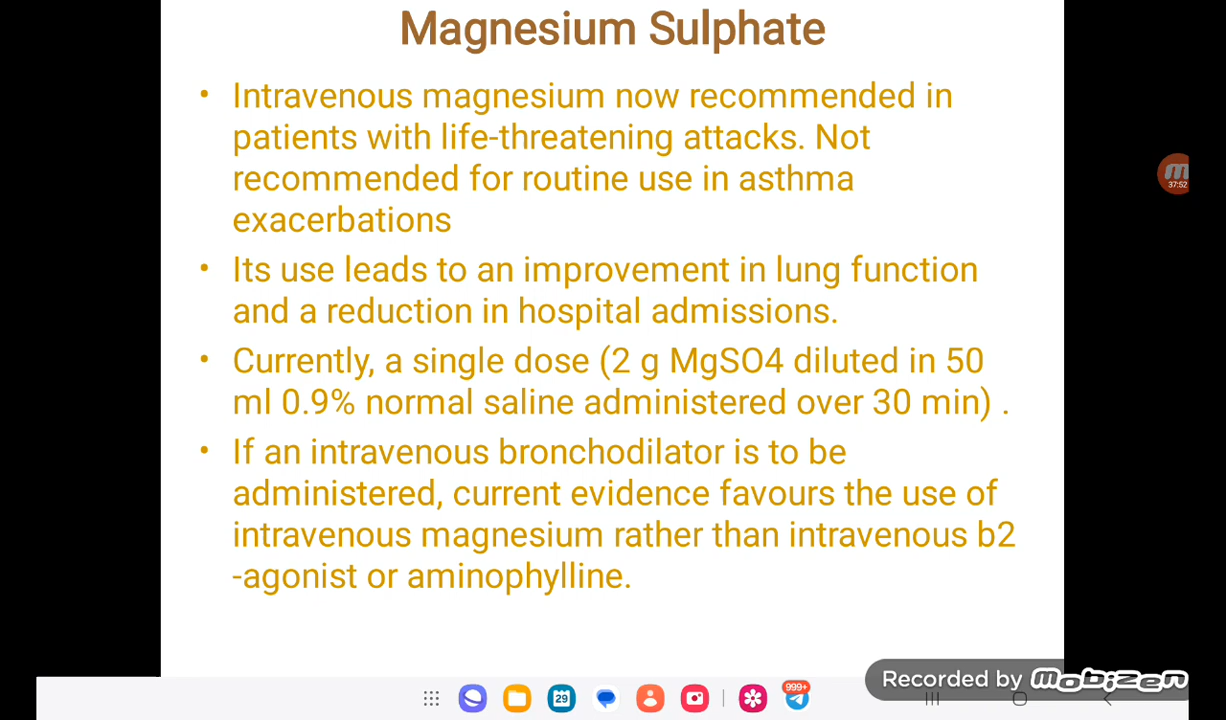 Magnesium Sulphate
• Intravenous magnesium now recommended in
patients with life-threatening attacks. Not
recommended for routine use in asthma
exacerbations
• Its use leads to an improvement in lung function
and a reduction in hospital admissions.
• Currently, a single dose (2 g MgSO4 diluted in 50
ml 0.9% normal saline administered over 30 min) .
• If an intravenous bronchodilator is to be
administered, current evidence favours the use of
intravenous magnesium rather than intravenous b2
-agonist or aminophylline.
37:52
Recorded by mobizen
29
999+